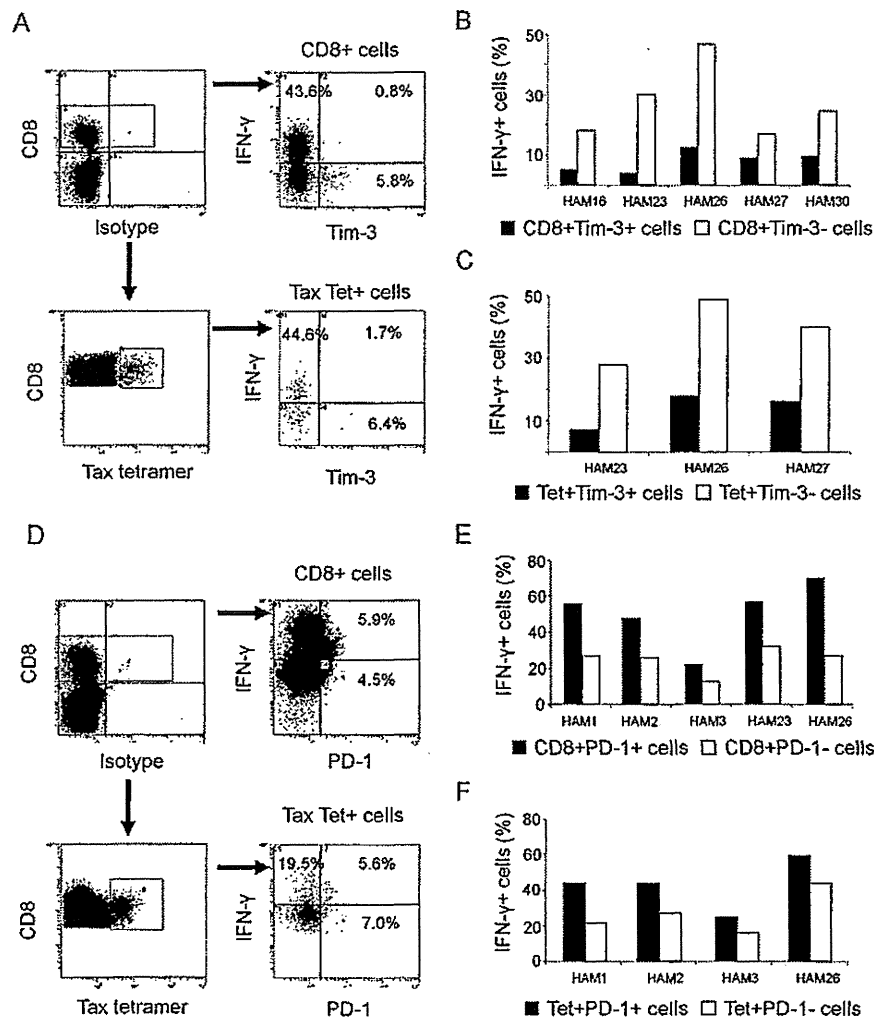 A
CD8+ cells
43.6%
0.8%
5.8%
CD8
Isotype
IFN-γ
Tim-3
Tax Tet+ cells
44.6%
1.7%
6.4%
CD8
Tax tetramer
IFN-γ
Tim-3
B
IFN-γ+ cells (%)
50
30
10
HAM16 HAM23 HAM26 HAM27 HAM30
CD8+Tim-3+ cells CD8+Tim-3- cells
C
IFN-γ+ cells (%)
50
30
10
HAM23 HAM26 HAM27
Tet+Tim-3+ cells Tet+Tim-3- cells
D
CD8+ cells
5.9%
4.5%
CD8
Isotype
IFN-γ
PD-1
Tax Tet+ cells
19.5%
5.6%
7.0%
CD8
Tax tetramer
IFN-γ
PD-1
E
IFN-γ+ cells (%)
80
60
40
20
0
HAM1 HAM2 HAM3 HAM23 HAM26
CD8+PD-1+ cells CD8+PD-1- cells
F
IFN-γ+ cells (%)
80
60
40
20
0
HAM1 HAM2 HAM3 HAM26
Tet+PD-1+ cells Tet+PD-1- cells